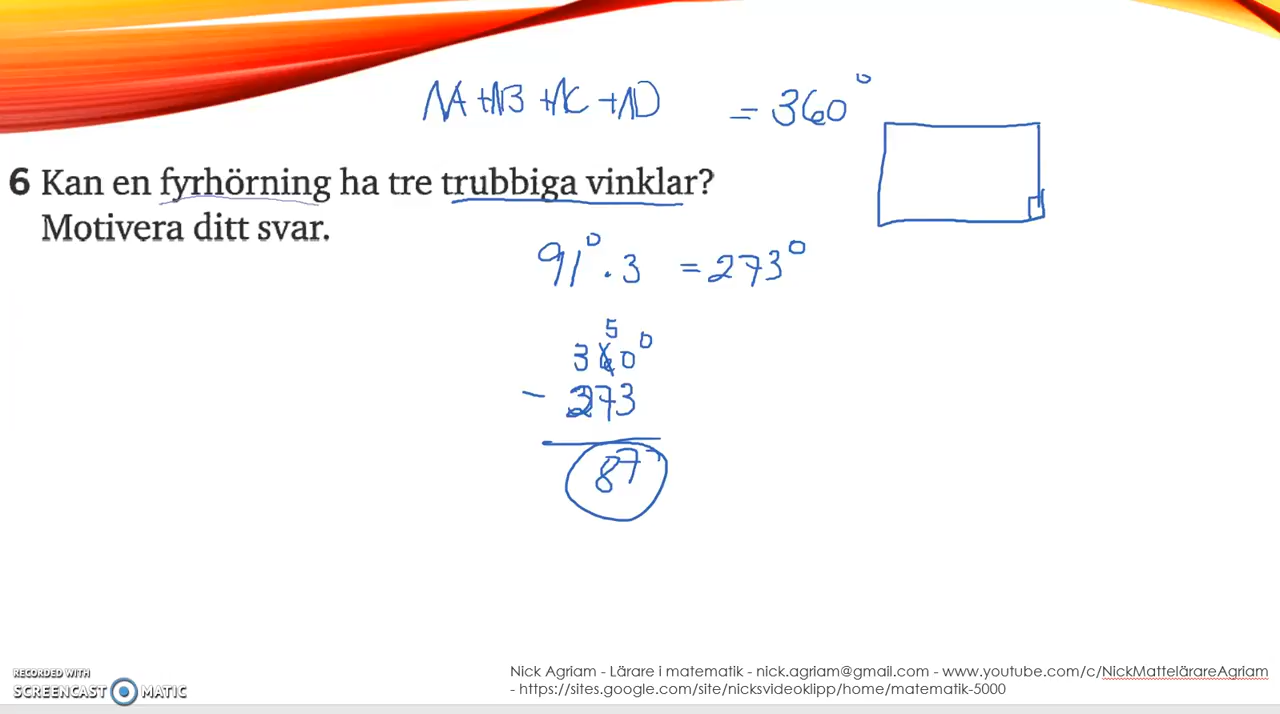 ∧A + ∧B + ∧C + ∧D = 360°
6 Kan en fyrhörning ha tre trubbiga vinklar?
Motivera ditt svar.
91° · 3 = 273°
5
360°
- 273
87
RECORDED WITH
SCREENCAST MATIC
Nick Agriam - Lärare i matematik - nick.agriam@gmail.com - www.youtube.com/c/NickMattelärareAgriam
- https://sites.google.com/site/nicksvideoklipp/home/matematik-5000